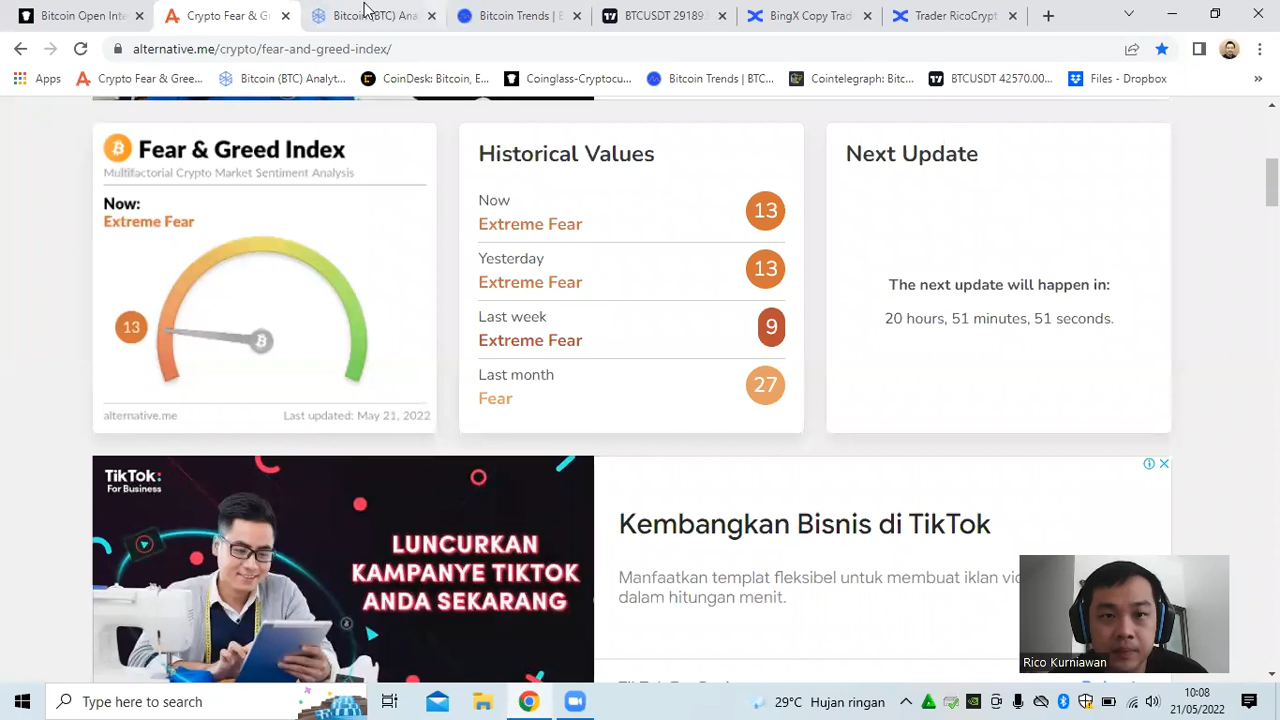 Bitcoin Open Inte
Crypto Fear & G
Bitcoin (BTC) Ana
Bitcoin Trends | B
BTCUSDT 29189
BingX Copy Trad
Trader RicoCrypt
alternative.me/crypto/fear-and-greed-index/
Apps
Crypto Fear & Gree...
Bitcoin (BTC) Analyt...
CoinDesk: Bitcoin, E...
Coinglass-Cryptocu...
Bitcoin Trends | BTC...
Cointelegraph: Bitc...
BTCUSDT 42570.00...
Files - Dropbox
Fear & Greed Index
Multifactorial Crypto Market Sentiment Analysis
Now:
Extreme Fear
13
alternative.me
Last updated: May 21, 2022
Historical Values
Now
Extreme Fear
13
Yesterday
Extreme Fear
13
Last week
Extreme Fear
9
Last month
Fear
27
Next Update
The next update will happen in:
20 hours, 51 minutes, 51 seconds.
TikTok:
For Business
LUNCURKAN
KAMPANYE TIKTOK
ANDA SEKARANG
Kembangkan Bisnis di TikTok
Manfaatkan templat fleksibel untuk membuat iklan
dalam hitungan menit.
Rico Kurniawan
Type here to search
29°C Hujan ringan
10:08
21/05/2022